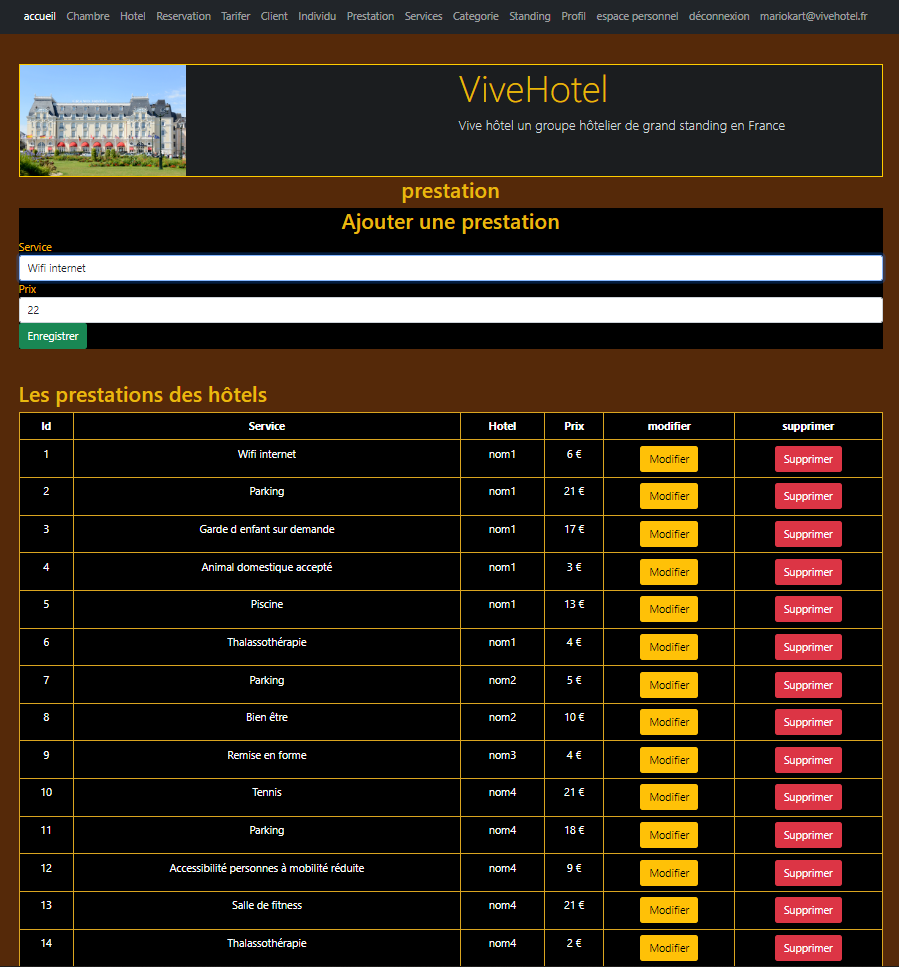 accueil Chambre Hotel Reservation Tarifer Client Individu Prestation Services Categorie Standing Profil espace personnel déconnexion mariokart@vivehotel.fr
ViveHotel
Vive hôtel un groupe hôtelier de grand standing en France
prestation
Ajouter une prestation
Service
Wifi internet
Prix
22
Enregistrer
Les prestations des hôtels
Id Service Hotel Prix modifier supprimer
1 Wifi internet nom1 6 € Modifier Supprimer
2 Parking nom1 21 € Modifier Supprimer
3 Garde d enfant sur demande nom1 17 € Modifier Supprimer
4 Animal domestique accepté nom1 3 € Modifier Supprimer
5 Piscine nom1 13 € Modifier Supprimer
6 Thalassothérapie nom1 4 € Modifier Supprimer
7 Parking nom2 5 € Modifier Supprimer
8 Bien être nom2 10 € Modifier Supprimer
9 Remise en forme nom3 4 € Modifier Supprimer
10 Tennis nom4 21 € Modifier Supprimer
11 Parking nom4 18 € Modifier Supprimer
12 Accessibilité personnes à mobilité réduite nom4 9 € Modifier Supprimer
13 Salle de fitness nom4 21 € Modifier Supprimer
14 Thalassothérapie nom4 2 € Modifier Supprimer